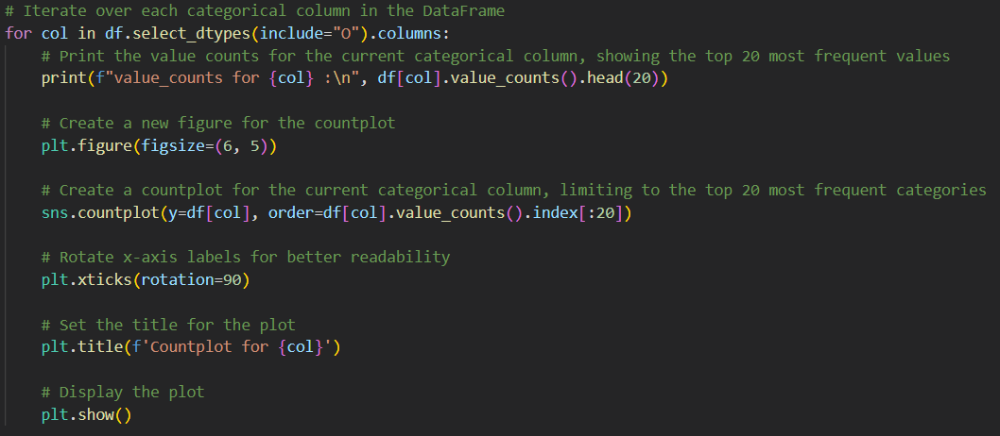 # Iterate over each categorical column in the DataFrame
for col in df.select_dtypes(include="O").columns:
    # Print the value counts for the current categorical column, showing the top 20 most frequent values
    print(f"value_counts for {col} :\n", df[col].value_counts().head(20))

    # Create a new figure for the countplot
    plt.figure(figsize=(6, 5))

    # Create a countplot for the current categorical column, limiting to the top 20 most frequent categories
    sns.countplot(y=df[col], order=df[col].value_counts().index[:20])

    # Rotate x-axis labels for better readability
    plt.xticks(rotation=90)

    # Set the title for the plot
    plt.title(f'Countplot for {col}')

    # Display the plot
    plt.show()